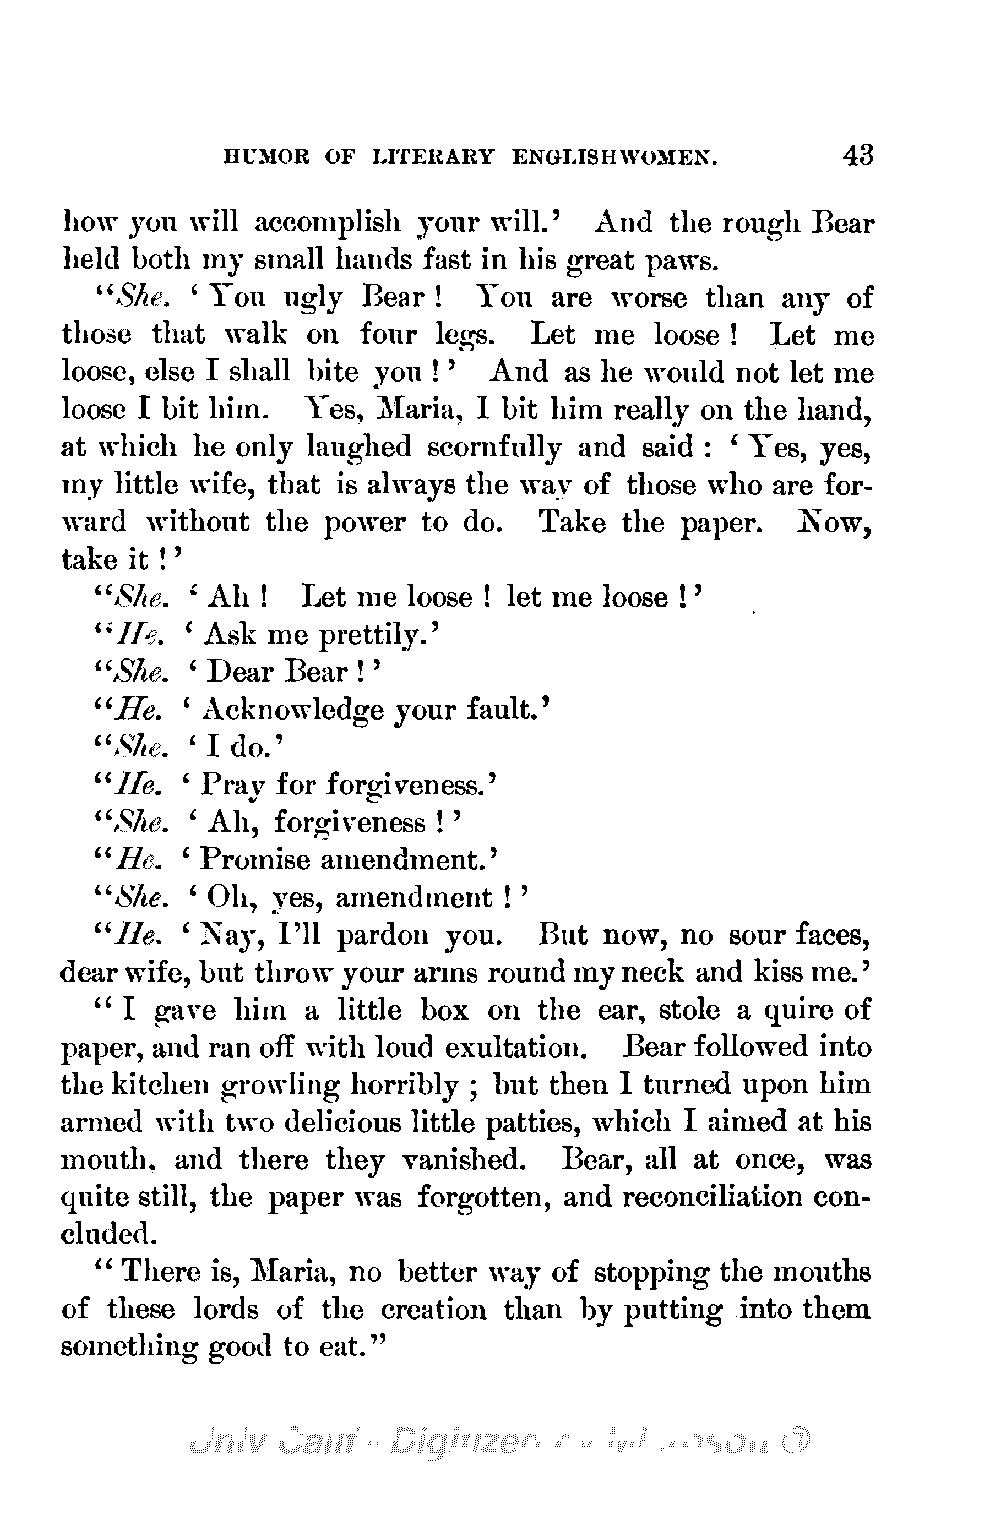 HUMOR OF LITERARY ENGLISHWOMEN. 43
how you will accomplish your will.' And the rough Bear
held both my small hands fast in his great paws.
"She. 'You ugly Bear! You are worse than any of
those that walk on four legs. Let me loose! Let me
loose, else I shall bite you!' And as he would not let me
loose I bit him. Yes, Maria, I bit him really on the hand,
at which he only laughed scornfully and said: 'Yes, yes,
my little wife, that is always the way of those who are for-
ward without the power to do. Take the paper. Now,
take it!'
"She. 'Ah! Let me loose! let me loose!'
"He. 'Ask me prettily.'
"She. 'Dear Bear!'
"He. 'Acknowledge your fault.'
"She. 'I do.'
"He. 'Pray for forgiveness.'
"She. 'Ah, forgiveness!'
"He. 'Promise amendment.'
"She. 'Oh, yes, amendment!'
"He. 'Nay, I'll pardon you. But now, no sour faces,
dear wife, but throw your arms round my neck and kiss me.'
"I gave him a little box on the ear, stole a quire of
paper, and ran off with loud exultation. Bear followed into
the kitchen growling horribly; but then I turned upon him
armed with two delicious little patties, which I aimed at his
mouth, and there they vanished. Bear, all at once, was
quite still, the paper was forgotten, and reconciliation con-
cluded.
"There is, Maria, no better way of stopping the mouths
of these lords of the creation than by putting into them
something good to eat."
Univ Calif - Digitized